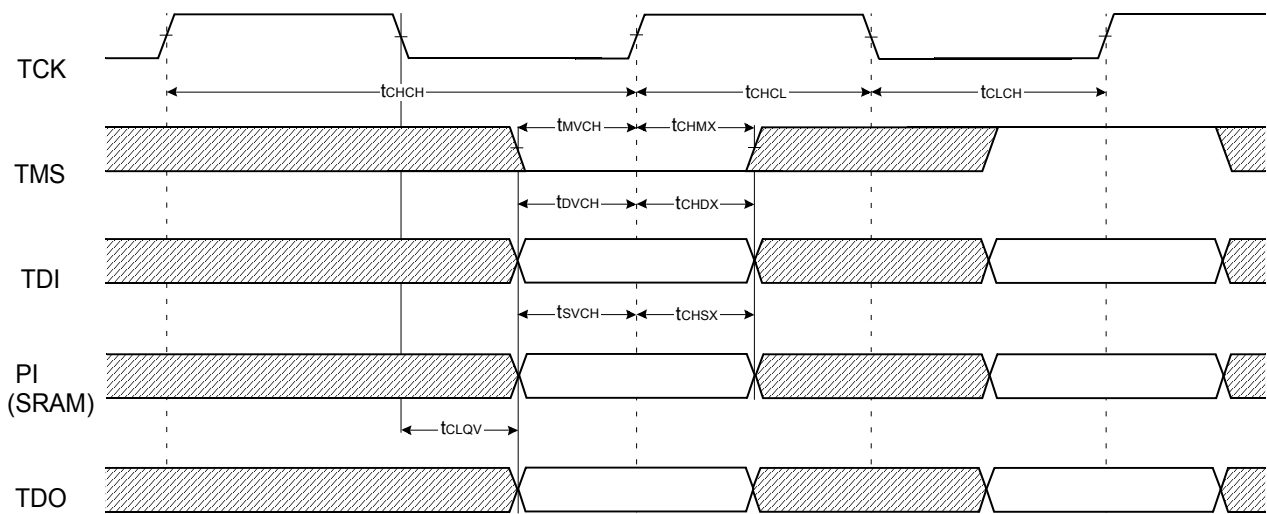 TCK
tCHCH
tCHCL
tCLCH
tMVCH
tCHMX
TMS
tDVCH
tCHDX
TDI
tSVCH
tCHSX
PI
(SRAM)
tCLQV
TDO